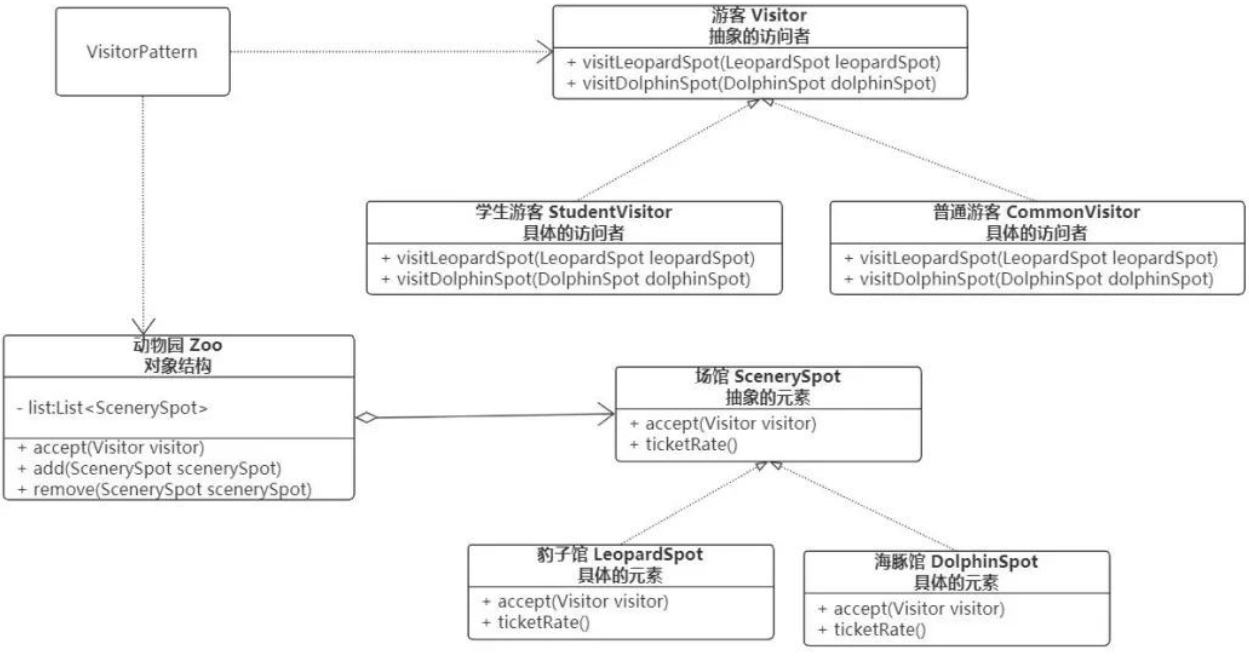 VisitorPattern
游客 Visitor
抽象的访问者
+ visitLeopardSpot(LeopardSpot leopardSpot)
+ visitDolphinSpot(DolphinSpot dolphinSpot)
学生游客 StudentVisitor
具体的访问者
+ visitLeopardSpot(LeopardSpot leopardSpot)
+ visitDolphinSpot(DolphinSpot dolphinSpot)
普通游客 CommonVisitor
具体的访问者
+ visitLeopardSpot(LeopardSpot leopardSpot)
+ visitDolphinSpot(DolphinSpot dolphinSpot)
动物园 Zoo
对象结构
- list:List<ScenerySpot>
+ accept(Visitor visitor)
+ add(ScenerySpot scenerySpot)
+ remove(ScenerySpot scenerySpot)
场馆 ScenerySpot
抽象的元素
+ accept(Visitor visitor)
+ ticketRate()
豹子馆 LeopardSpot
具体的元素
+ accept(Visitor visitor)
+ ticketRate()
海豚馆 DolphinSpot
具体的元素
+ accept(Visitor visitor)
+ ticketRate()